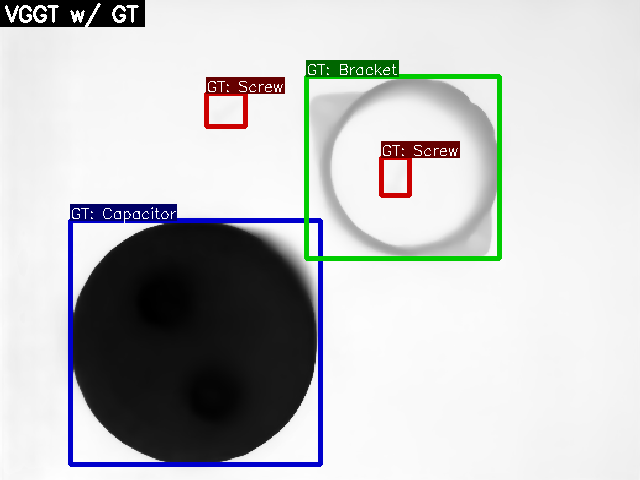 VGGT w/ GT
GT: Bracket
GT: Screw
GT: Screw
GT: Capacitor